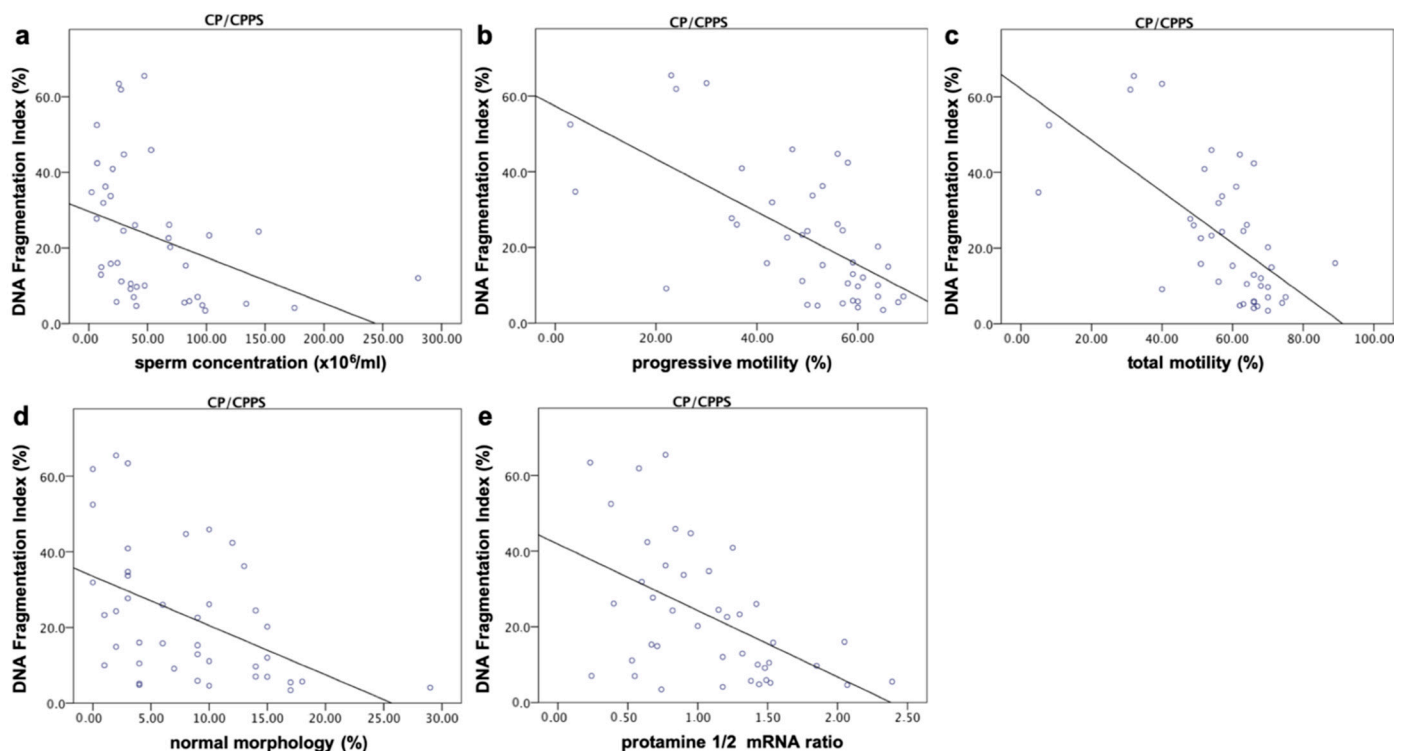 a
CP/CPPS
DNA Fragmentation Index (%)
60.0
40.0
20.0
0.0
0.00 50.00 100.00 150.00 200.00 250.00 300.00
sperm concentration (x10⁶/ml)
b
CP/CPPS
DNA Fragmentation Index (%)
60.0
40.0
20.0
0.0
0.00 20.00 40.00 60.00
progressive motility (%)
c
CP/CPPS
DNA Fragmentation Index (%)
60.0
40.0
20.0
0.0
0.00 20.00 40.00 60.00 80.00 100.00
total motility (%)
d
CP/CPPS
DNA Fragmentation Index (%)
60.0
40.0
20.0
0.0
0.00 5.00 10.00 15.00 20.00 25.00 30.00
normal morphology (%)
e
CP/CPPS
DNA Fragmentation Index (%)
60.0
40.0
20.0
0.0
0.00 0.50 1.00 1.50 2.00 2.50
protamine 1/2 mRNA ratio